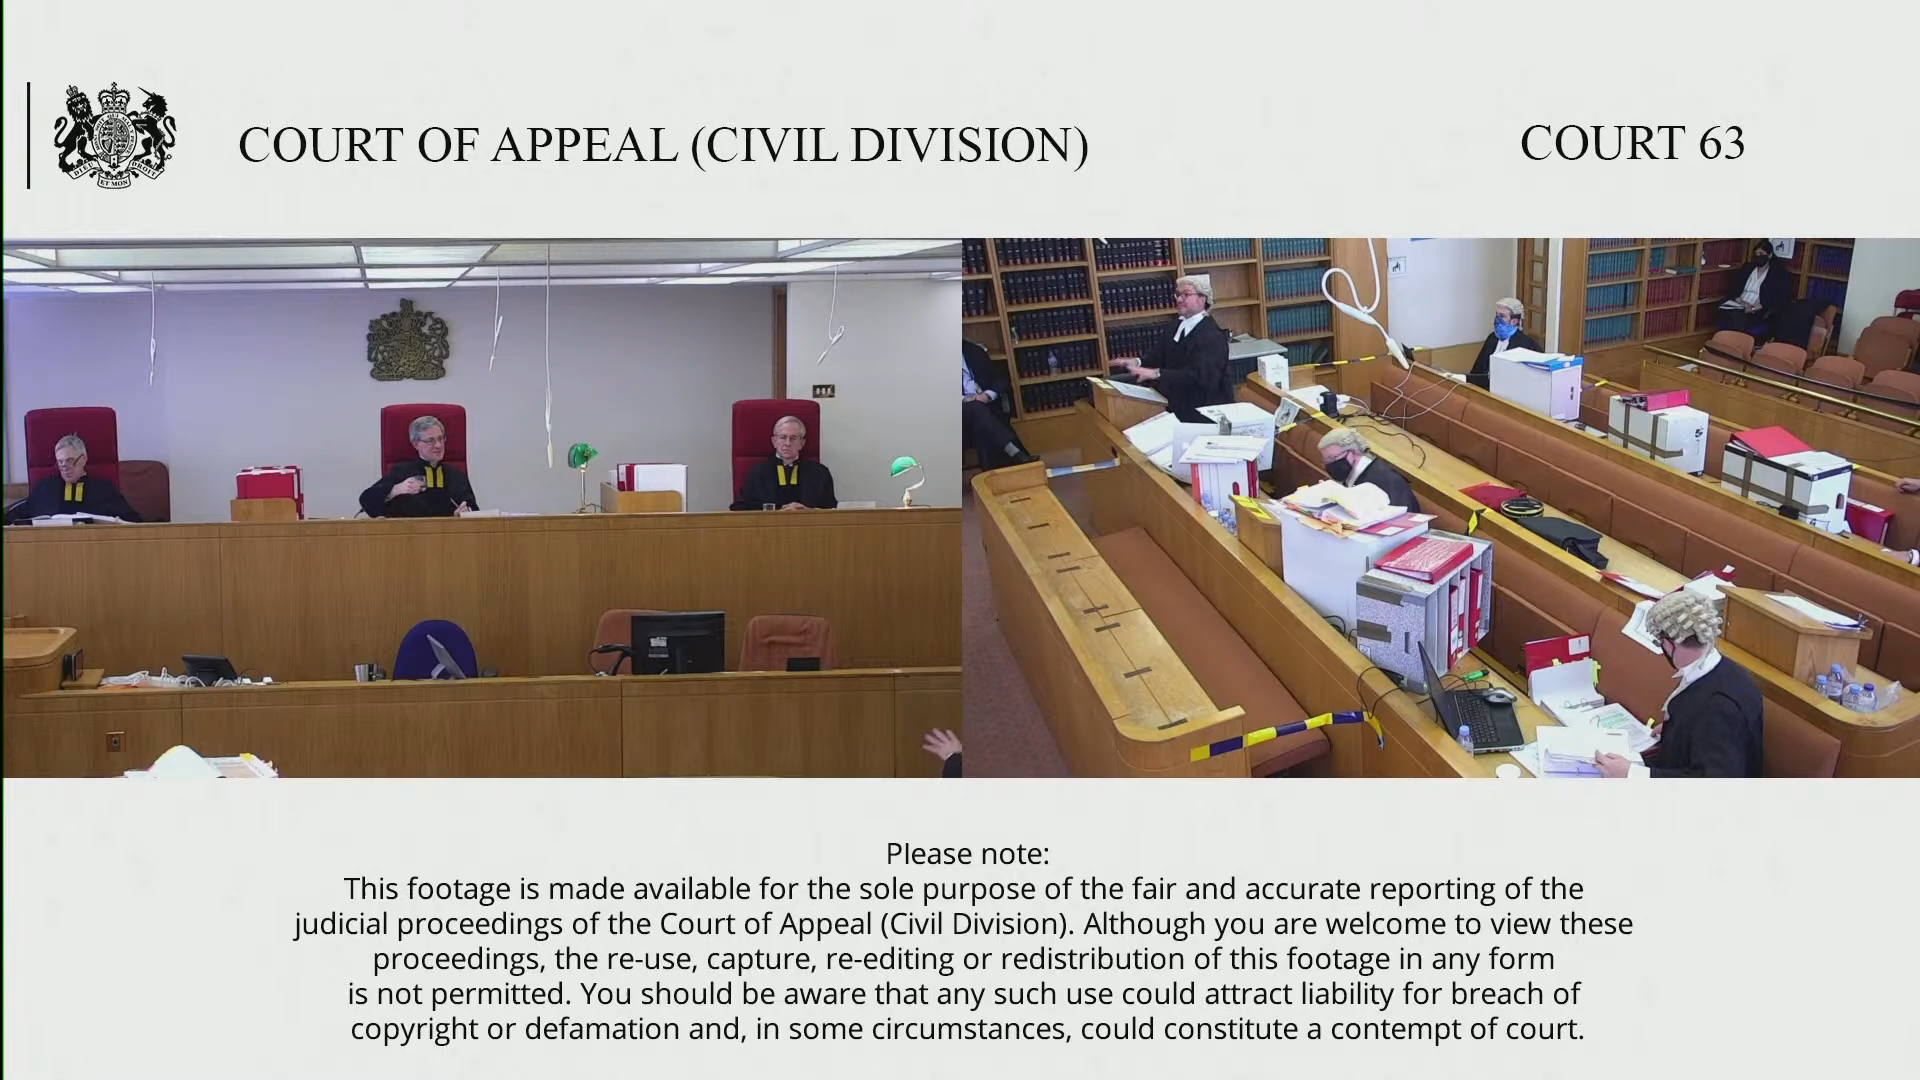 COURT OF APPEAL (CIVIL DIVISION)
COURT 63
DIEU ET MON DROIT
Please note:
This footage is made available for the sole purpose of the fair and accurate reporting of the
judicial proceedings of the Court of Appeal (Civil Division). Although you are welcome to view these
proceedings, the re-use, capture, re-editing or redistribution of this footage in any form
is not permitted. You should be aware that any such use could attract liability for breach of
copyright or defamation and, in some circumstances, could constitute a contempt of court.